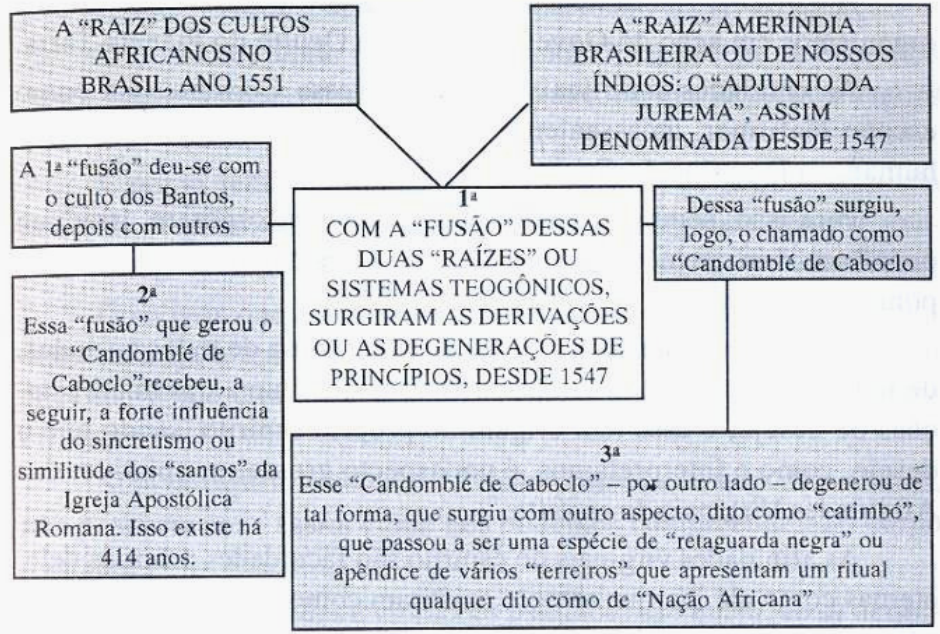 A “RAIZ” DOS CULTOS
AFRICANOS NO
BRASIL, ANO 1551
A “RAIZ” AMERÍNDIA
BRASILEIRA OU DE NOSSOS
ÍNDIOS: O “ADJUNTO DA
JUREMA”, ASSIM
DENOMINADA DESDE 1547
A 1ª “fusão” deu-se com
o culto dos Bantos,
depois com outros
1ª
COM A “FUSÃO” DESSAS
DUAS “RAÍZES” OU
SISTEMAS TEOGÔNICOS,
SURGIRAM AS DERIVAÇÕES
OU AS DEGENERAÇÕES DE
PRINCÍPIOS, DESDE 1547
Dessa “fusão” surgiu,
logo, o chamado como
“Candomblé de Caboclo
2ª
Essa “fusão” que gerou o
“Candomblé de
Caboclo”recebeu, a
seguir, a forte influência
do sincretismo ou
similitude dos “santos” da
Igreja Apostólica
Romana. Isso existe há
414 anos.
3ª
Esse “Candomblé de Caboclo” – por outro lado – degenerou de
tal forma, que surgiu com outro aspecto, dito como “catimbó”,
que passou a ser uma espécie de “retaguarda negra” ou
apêndice de vários “terreiros” que apresentam um ritual
qualquer dito como de “Nação Africana”